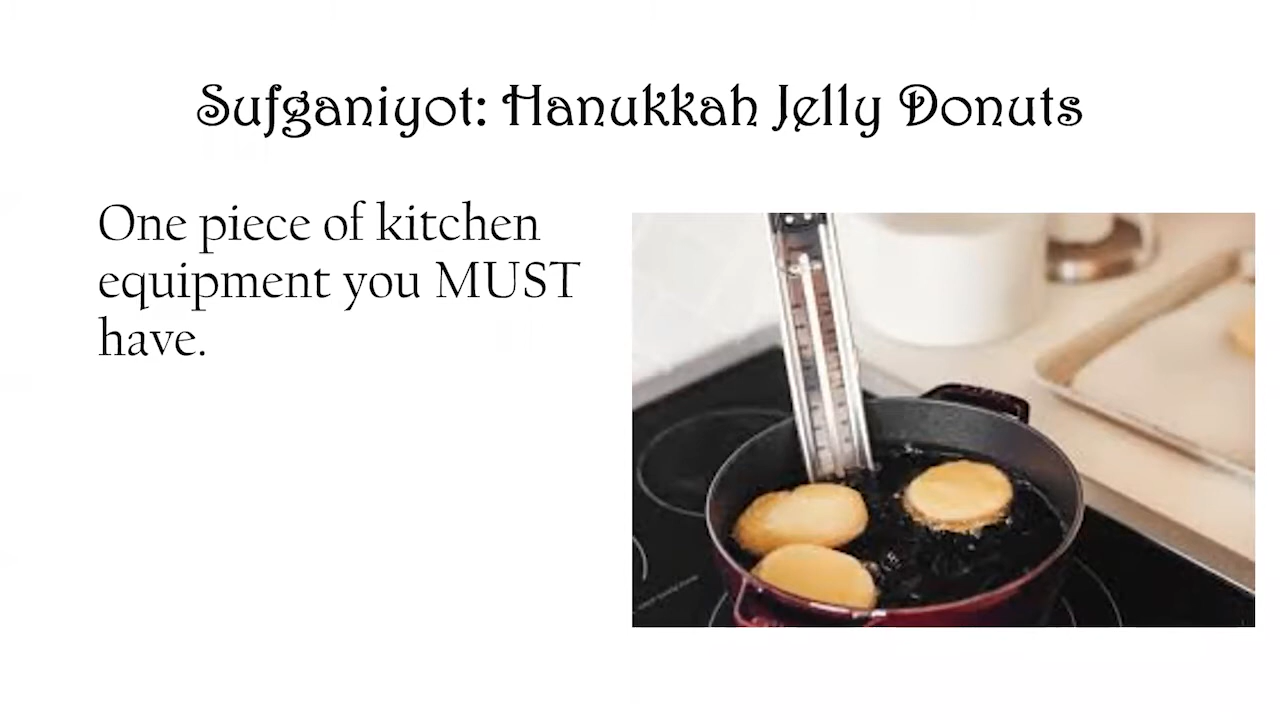 Sufganiyot: Hanukkah Jelly Donuts
One piece of kitchen
equipment you MUST
have.